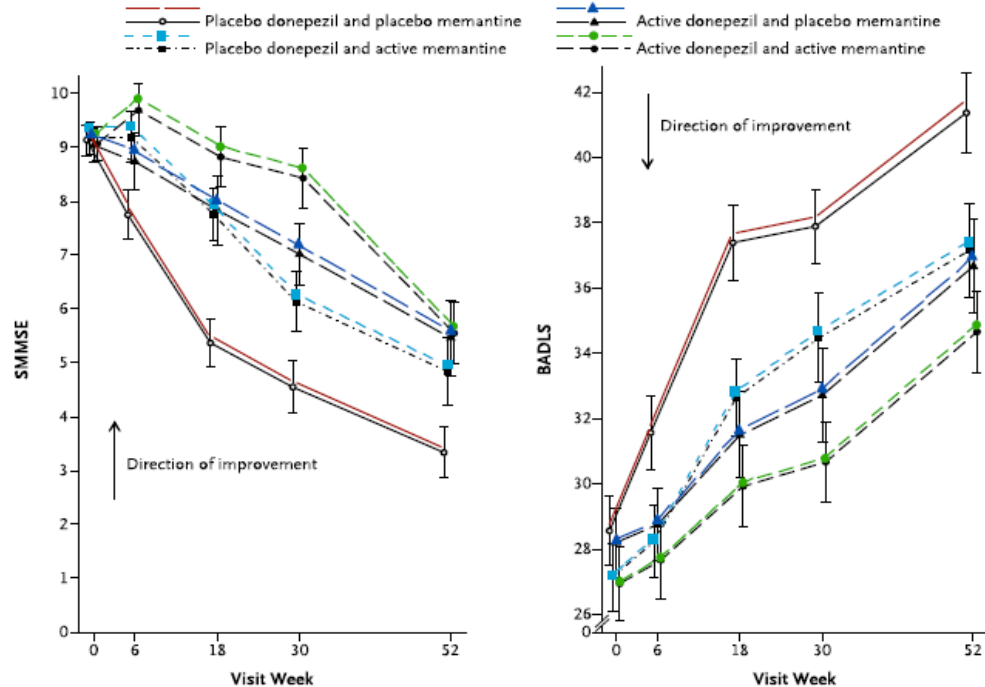 Placebo donepezil and placebo memantine
Placebo donepezil and active memantine
Active donepezil and placebo memantine
Active donepezil and active memantine
10
9
8
7
6
5
4
3
2
1
0
SMMSE
Direction of improvement
0 6 18 30 52
Visit Week
42
40
38
36
34
32
30
28
26
0
BADLS
Direction of improvement
0 6 18 30 52
Visit Week